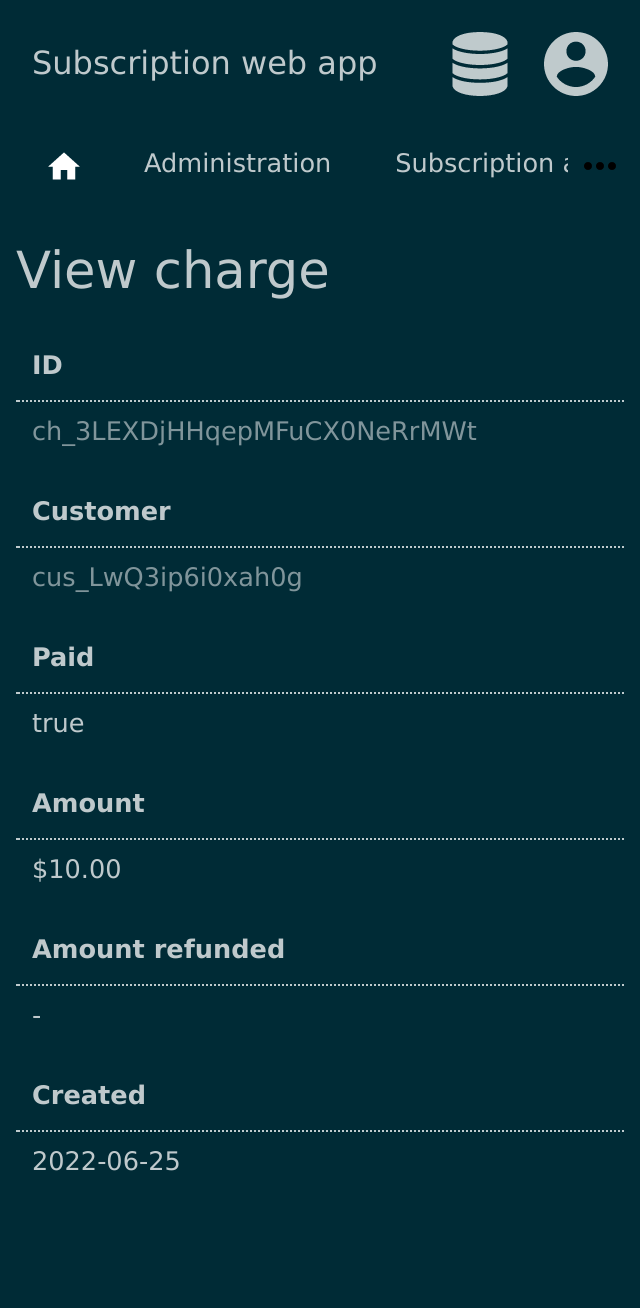 Subscription web app
Administration
Subscription
View charge
ID
ch_3LEXDjHHqepMFuCX0NeRrMWt
Customer
cus_LwQ3ip6i0xah0g
Paid
true
Amount
$10.00
Amount refunded
-
Created
2022-06-25